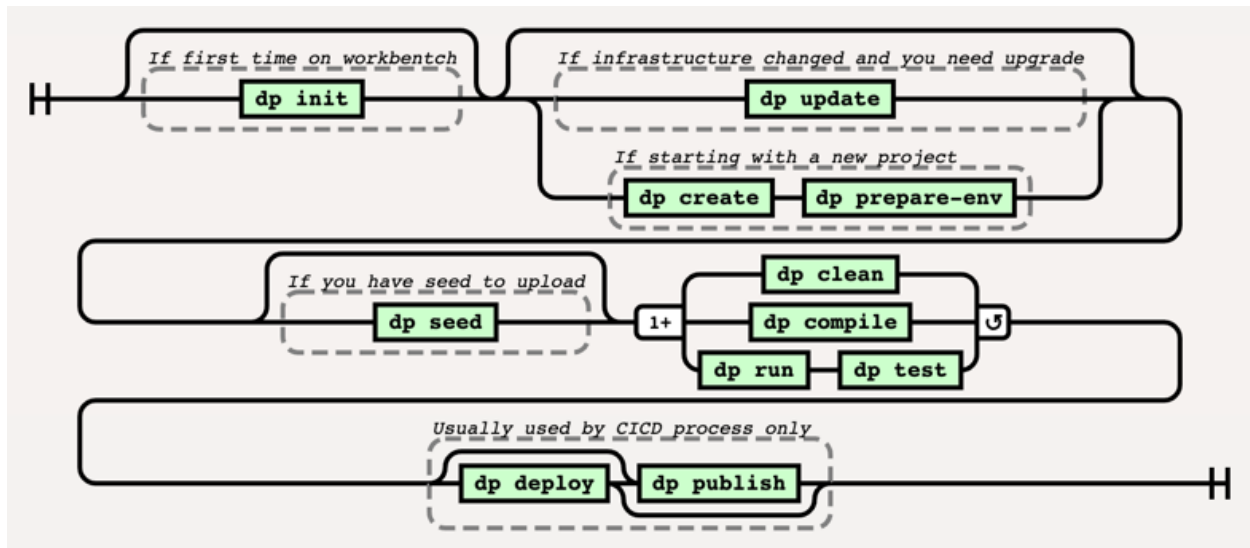 If first time on workbentch
dp init
If infrastructure changed and you need upgrade
dp update
If starting with a new project
dp create
dp prepare-env
If you have seed to upload
dp seed
1+
dp clean
dp compile
dp run
dp test
↺
Usually used by CICD process only
dp deploy
dp publish